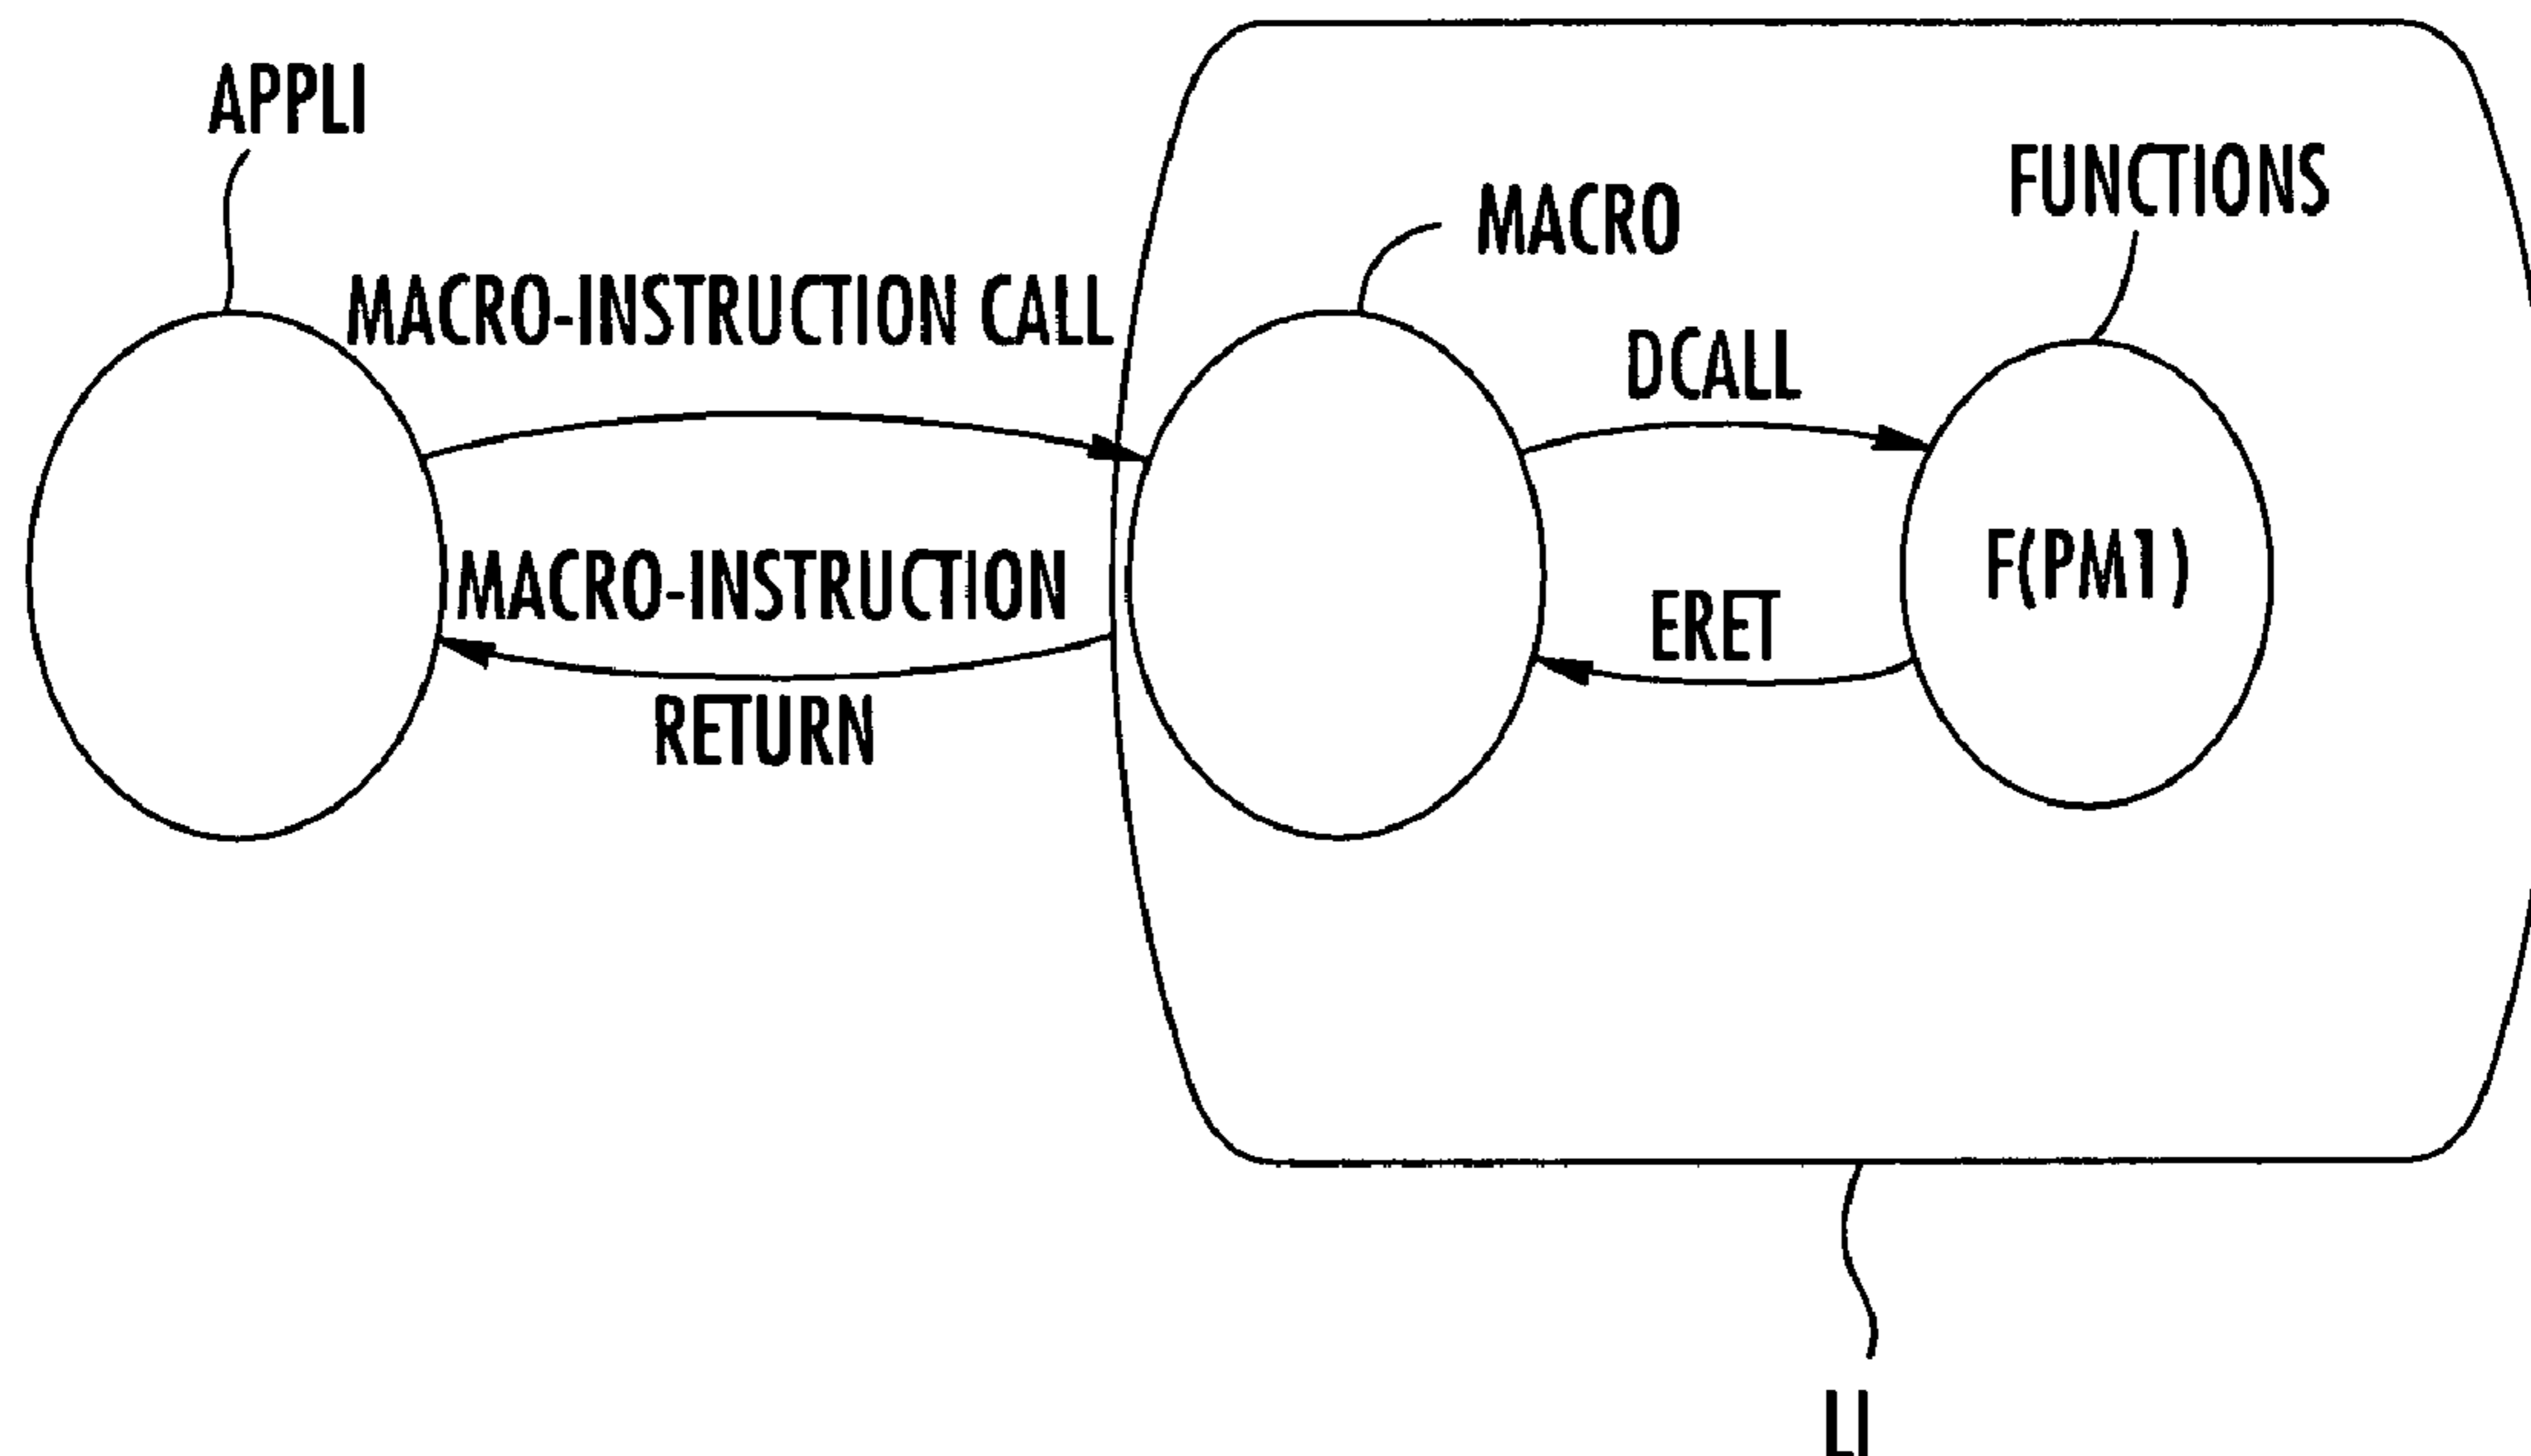 APPLI
FUNCTIONS
MACRO
MACRO-INSTRUCTION CALL
DCALL
MACRO-INSTRUCTION
RETURN
ERET
F(PM1)
LI